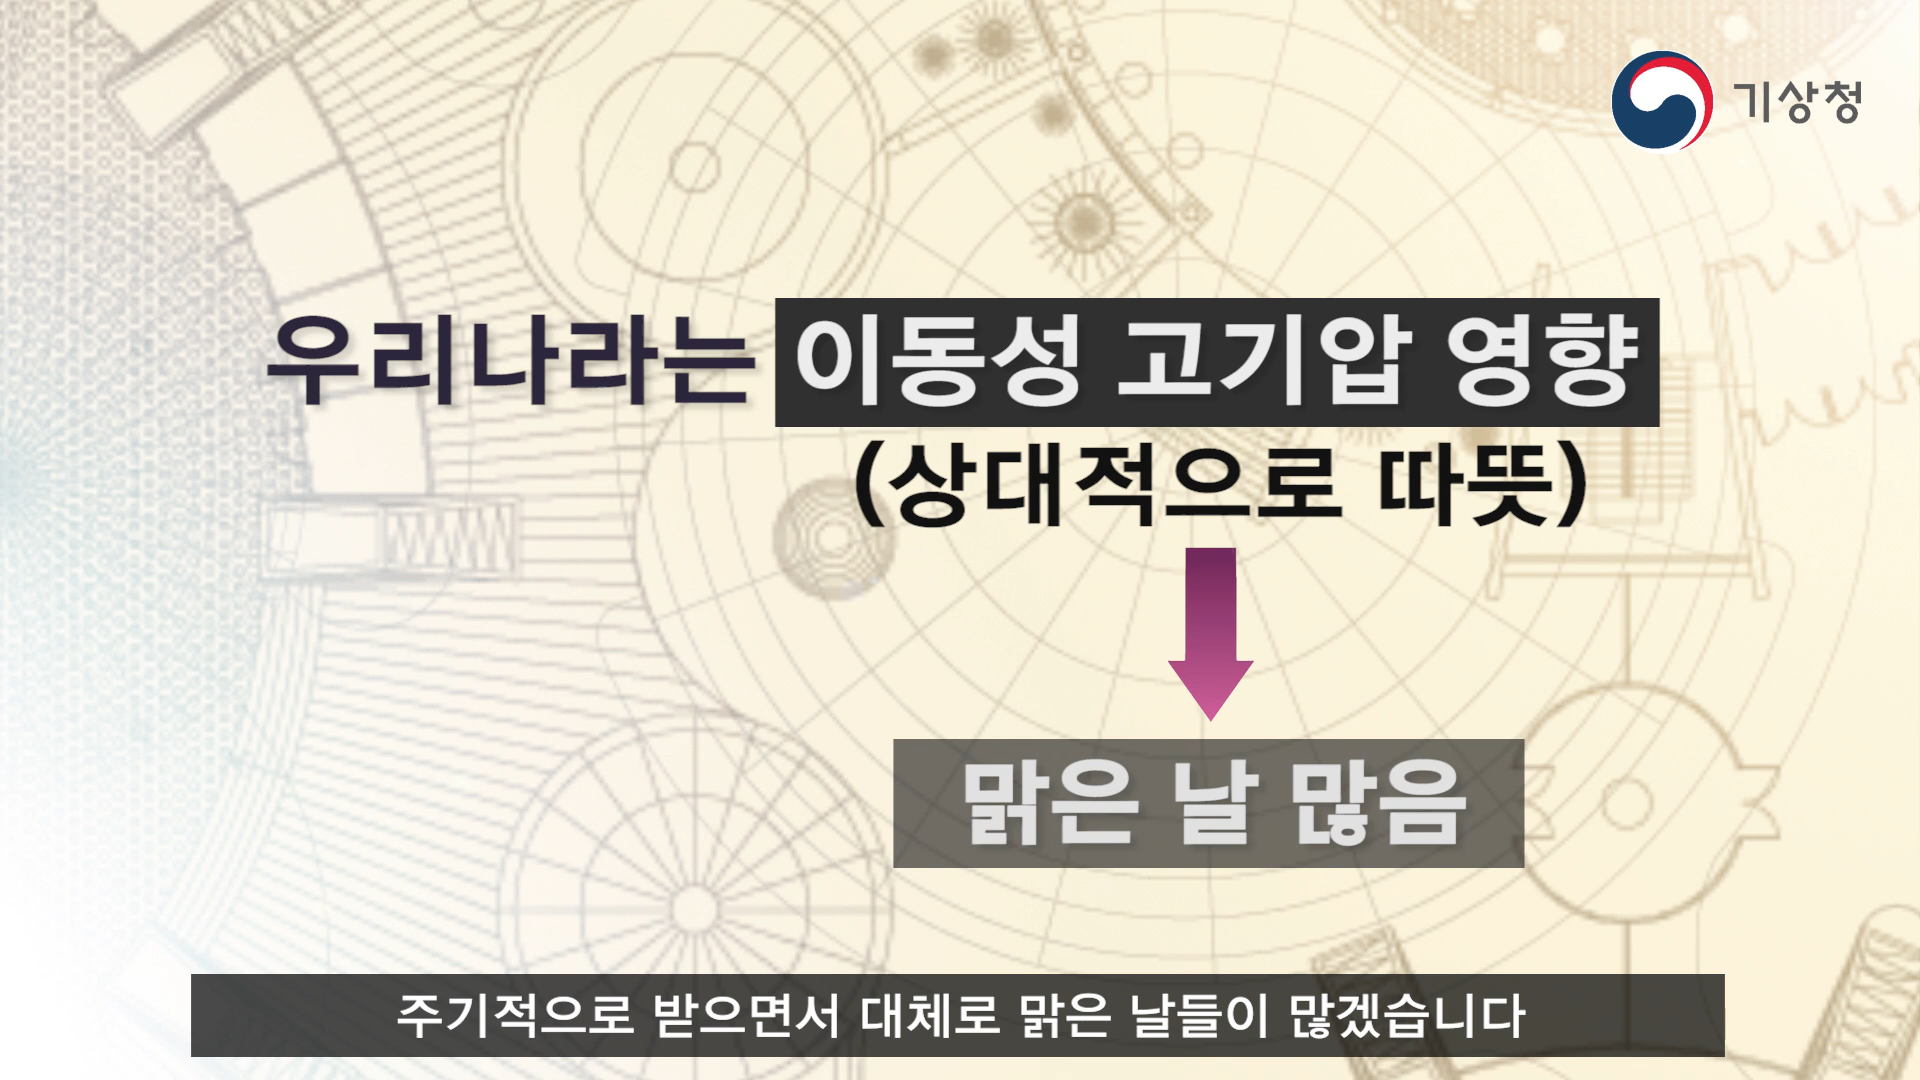 기상청
우리나라는 이동성 고기압 영향
(상대적으로 따뜻)
맑은 날 많음
주기적으로 받으면서 대체로 맑은 날들이 많겠습니다